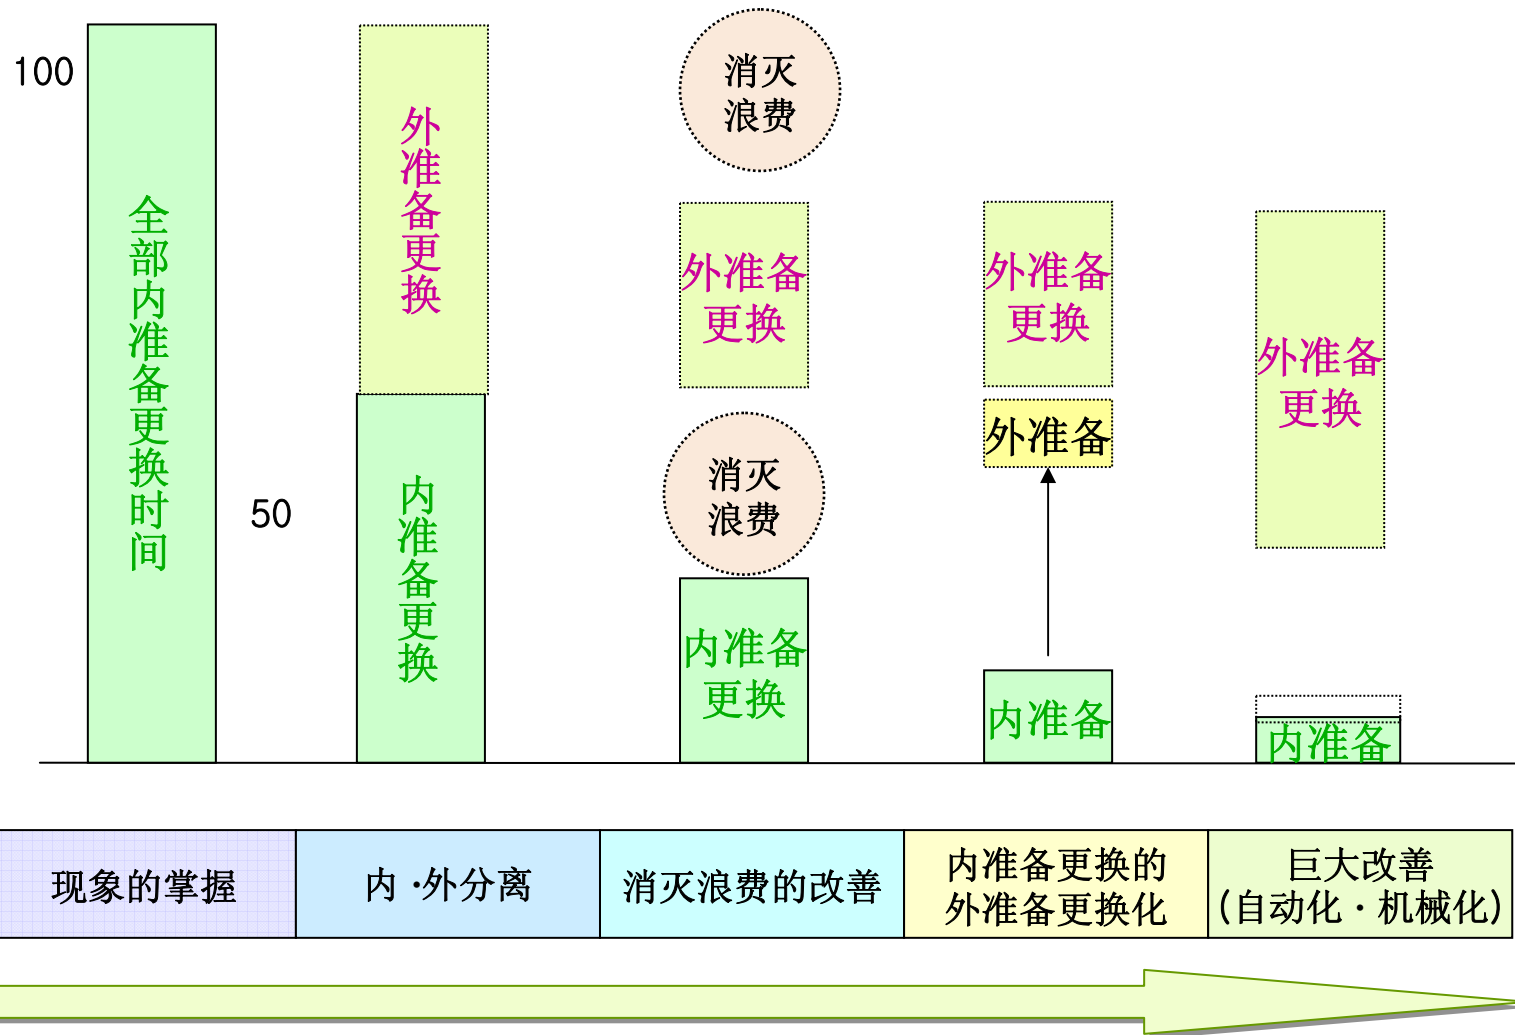 100
全部内准备更换时间
外准备更换
50
内准备更换
消灭
浪费
外准备
更换
消灭
浪费
内准备
更换
外准备
更换
外准备
内准备
外准备
更换
内准备
现象的掌握
内·外分离
消灭浪费的改善
内准备更换的
外准备更换化
巨大改善
(自动化·机械化)